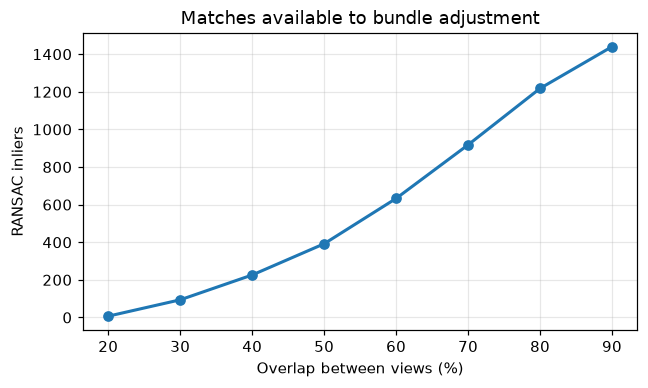 Matches available to bundle adjustment
1400
1200
1000
800
600
400
200
0
RANSAC inliers
20 30 40 50 60 70 80 90
Overlap between views (%)